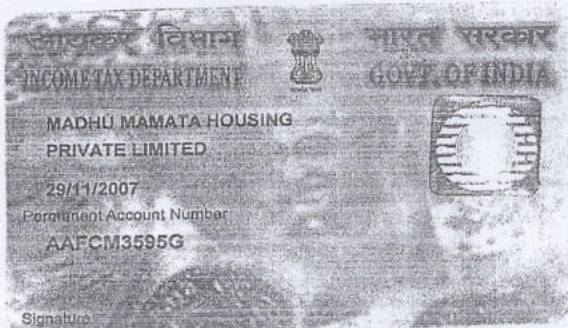 आयकर विभाग
भारत सरकार
INCOME TAX DEPARTMENT
GOVT. OF INDIA
MADHU MAMATA HOUSING
PRIVATE LIMITED
29/11/2007
Permanent Account Number
AAFCM3595G
Signature